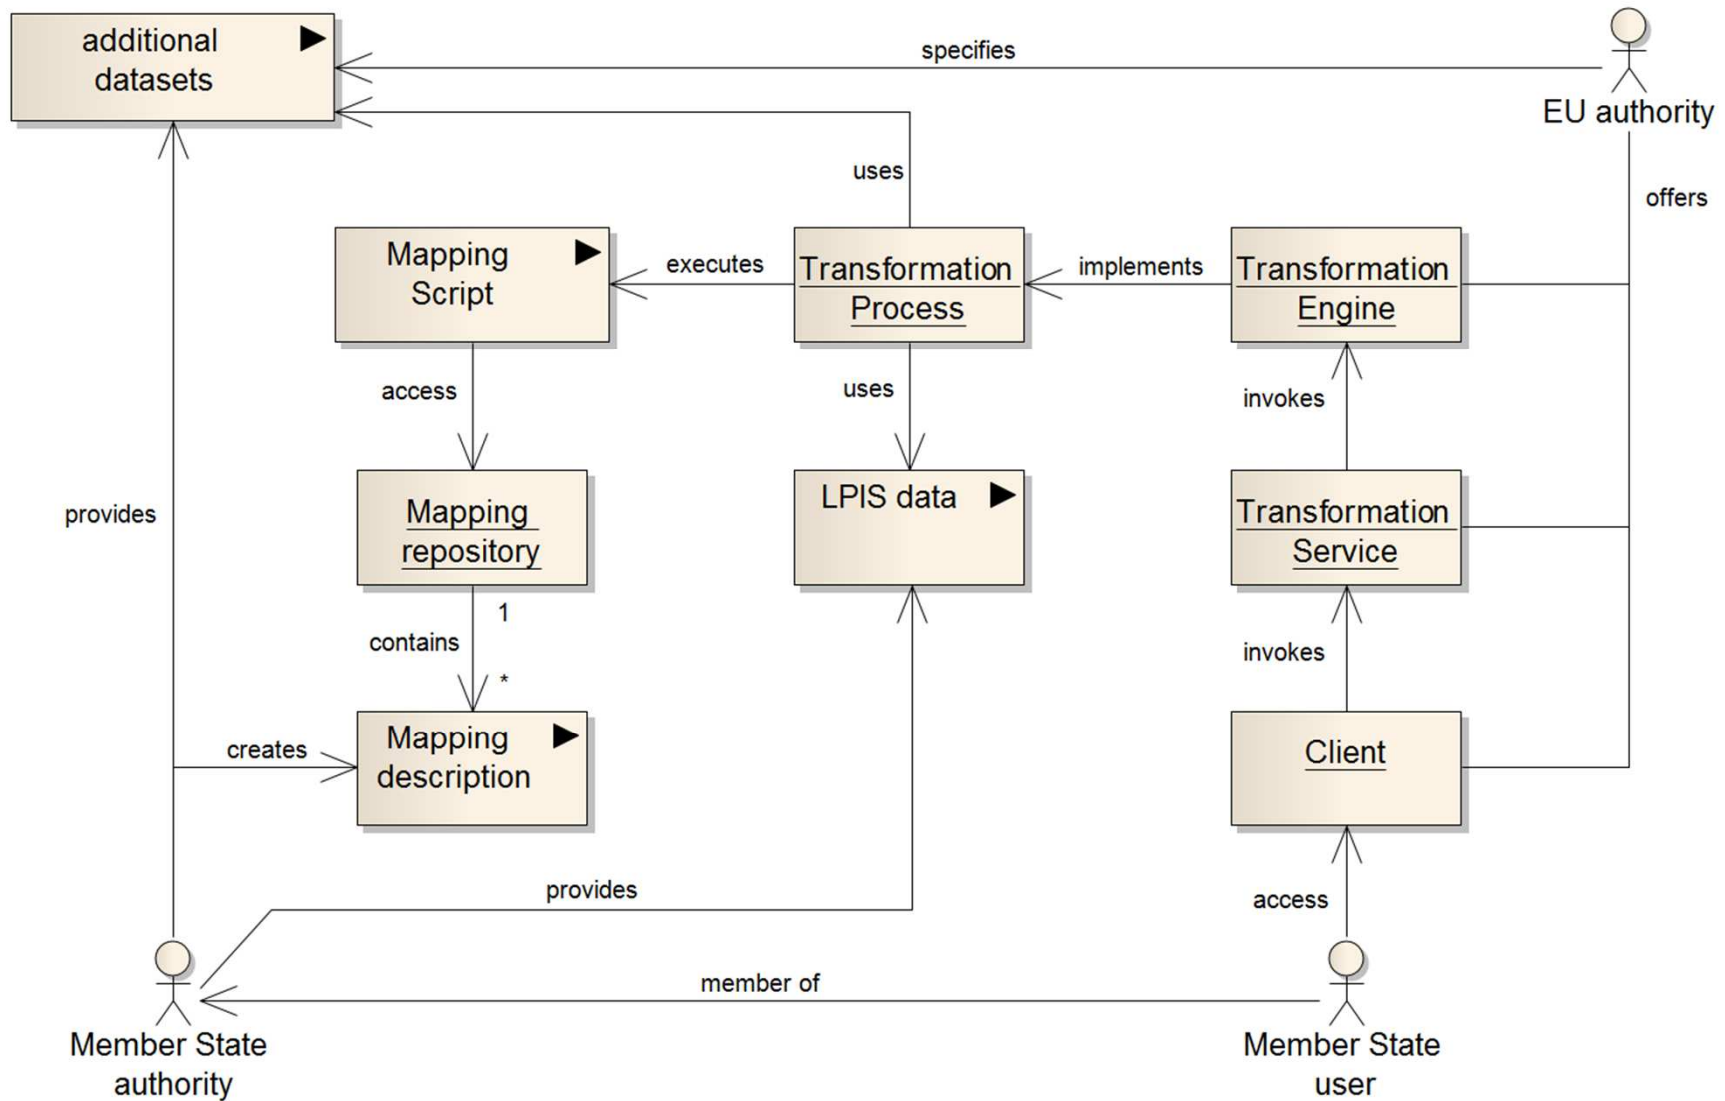 additional
datasets
specifies
EU authority
uses
offers
Mapping
Script
executes
Transformation
Process
implements
Transformation
Engine
access
uses
invokes
provides
Mapping
repository
LPIS data
Transformation
Service
1
contains
*
invokes
creates
Mapping
description
Client
provides
access
member of
Member State
authority
Member State
user